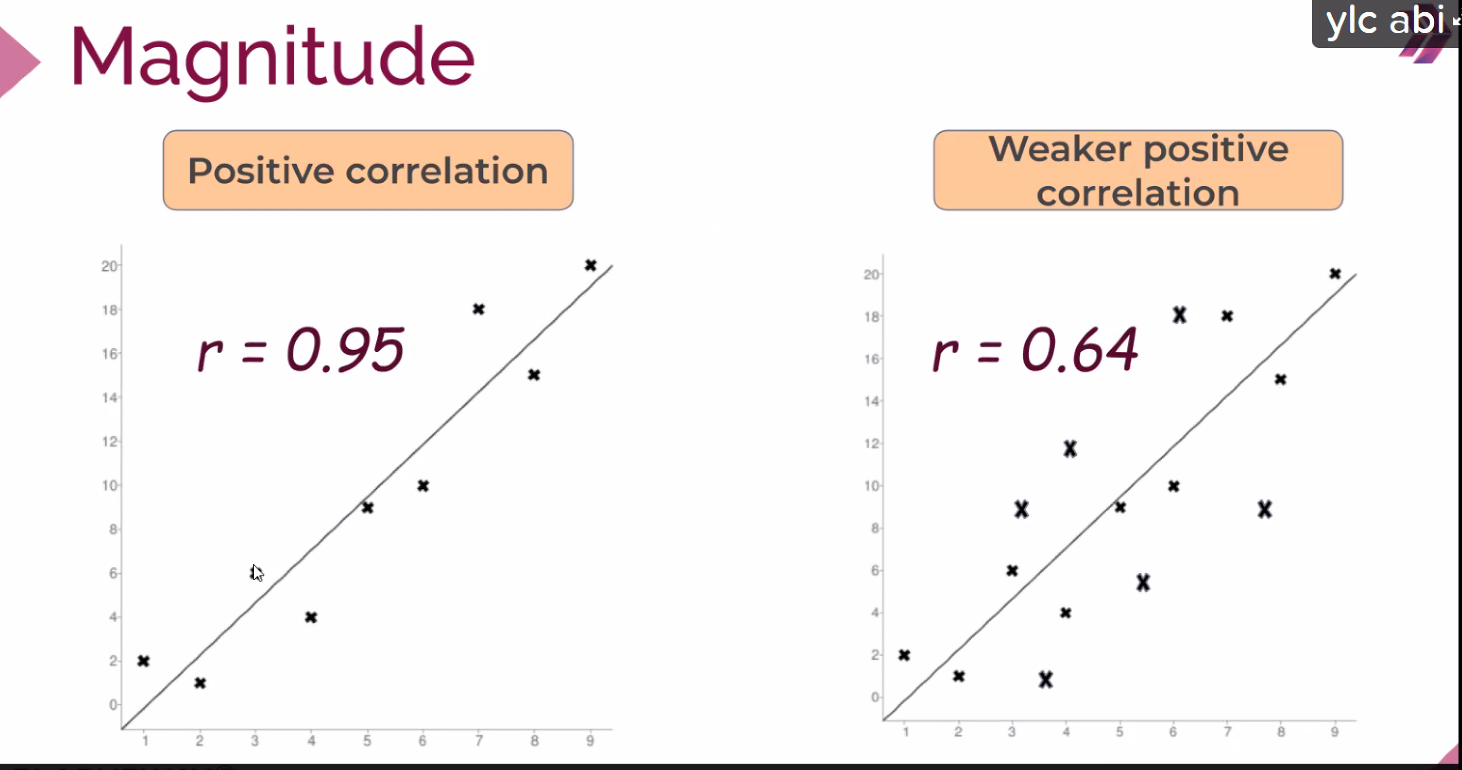 ylc abi
Magnitude
Positive correlation
Weaker positive
correlation
r = 0.95
20
18
16
14
12
10
8
6
4
2
0
1 2 3 4 5 6 7 8 9
r = 0.64
20
18
16
14
12
10
8
6
4
2
0
1 2 3 4 5 6 7 8 9